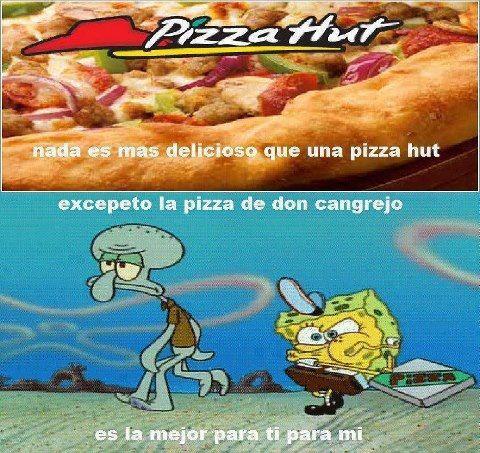 Pizza Hut
nada es mas delicioso que una pizza hut
excepeto la pizza de don cangrejo
PIZZA
es la mejor para ti para mi